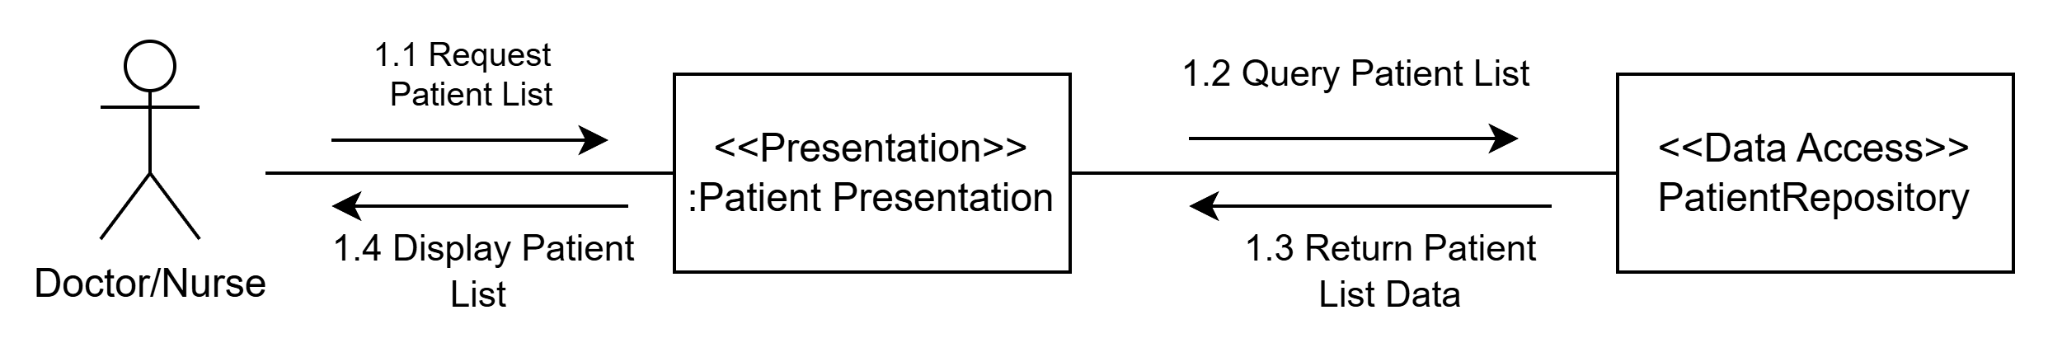 1.1 Request
Patient List
1.2 Query Patient List
<<Presentation>>
:Patient Presentation
<<Data Access>>
PatientRepository
1.4 Display Patient
List
1.3 Return Patient
List Data
Doctor/Nurse